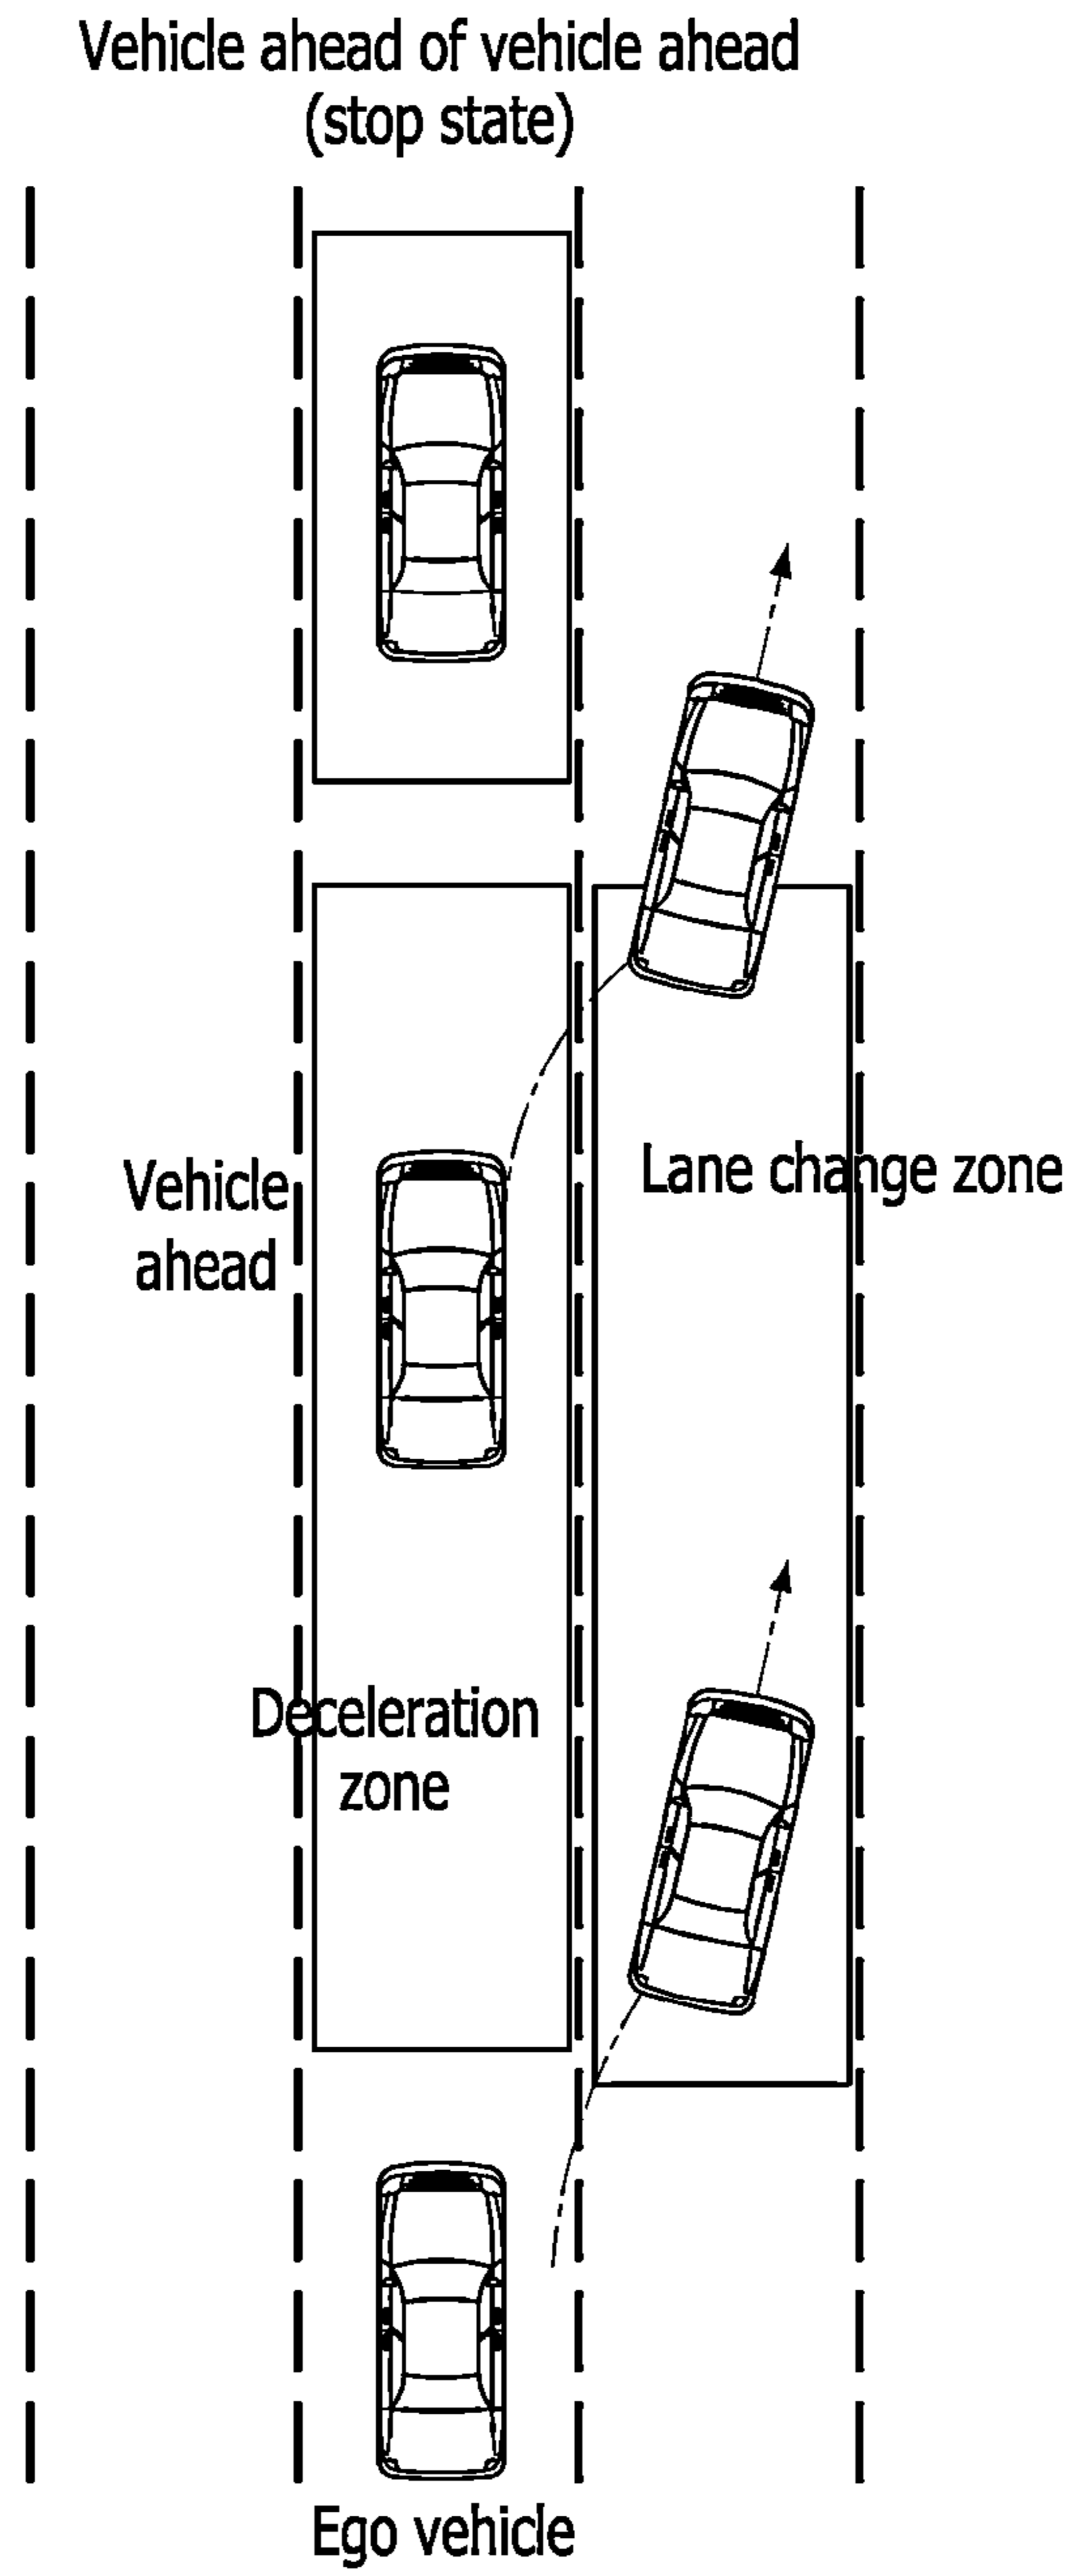 Vehicle ahead of vehicle ahead
(stop state)
Vehicle
ahead
Lane change zone
Deceleration
zone
Ego vehicle